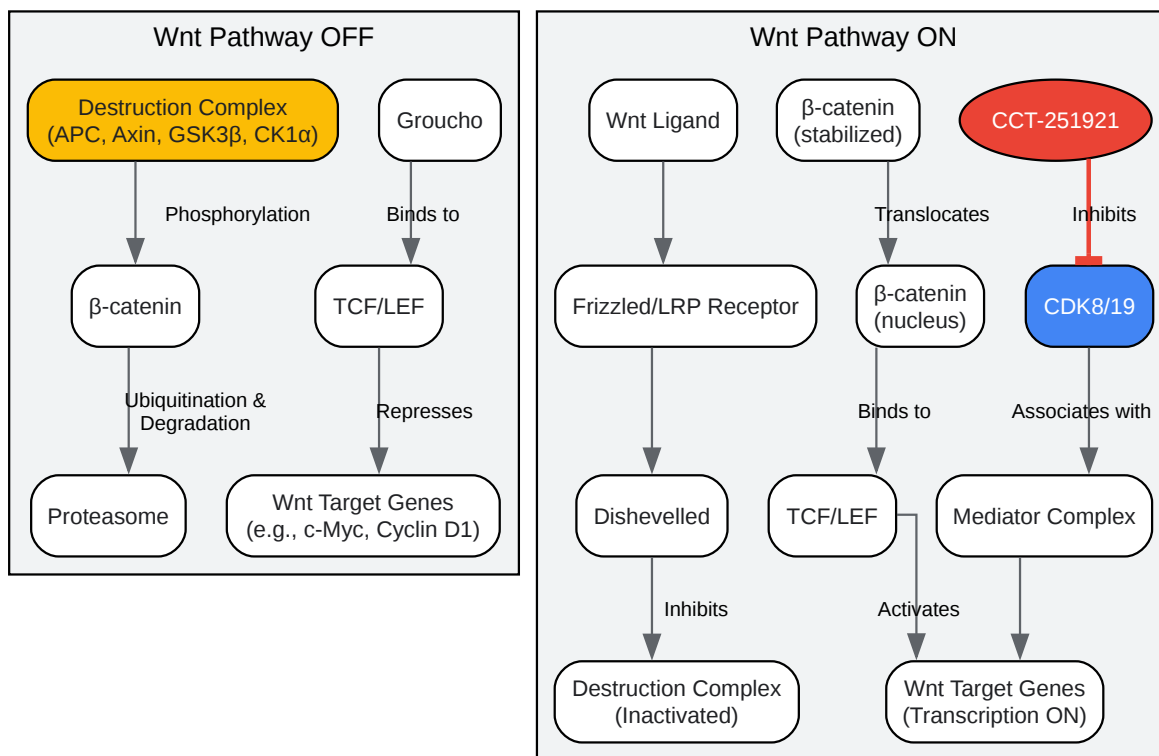 Wnt Pathway OFF
Destruction Complex
(APC, Axin, GSK3β, CK1α)
Groucho
Phosphorylation
Binds to
β-catenin
TCF/LEF
Ubiquitination &
Degradation
Represses
Proteasome
Wnt Target Genes
(e.g., c-Myc, Cyclin D1)
Wnt Pathway ON
Wnt Ligand
β-catenin
(stabilized)
CCT-251921
Translocates
Inhibits
Frizzled/LRP Receptor
β-catenin
(nucleus)
CDK8/19
Binds to
Associates with
Dishevelled
TCF/LEF
Mediator Complex
Inhibits
Activates
Destruction Complex
(Inactivated)
Wnt Target Genes
(Transcription ON)